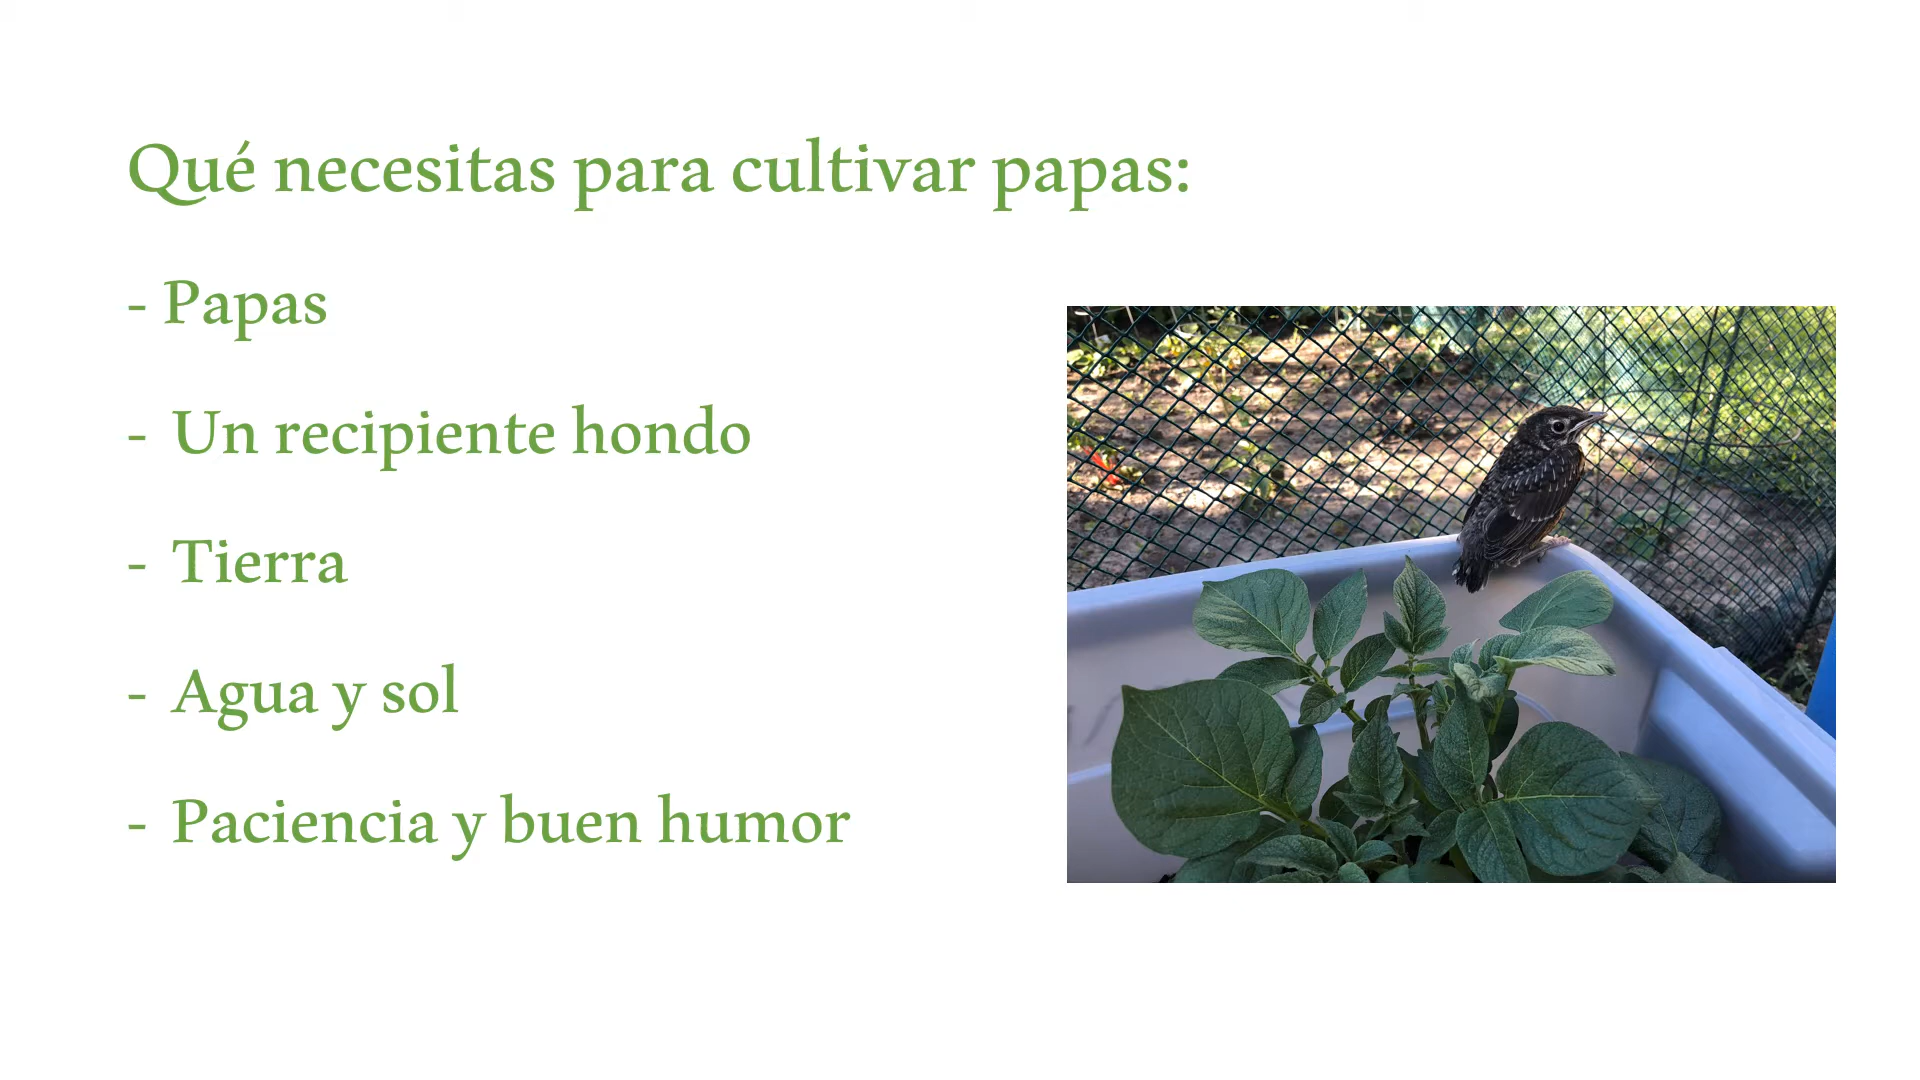 Qué necesitas para cultivar papas:
- Papas
- Un recipiente hondo
- Tierra
- Agua y sol
- Paciencia y buen humor